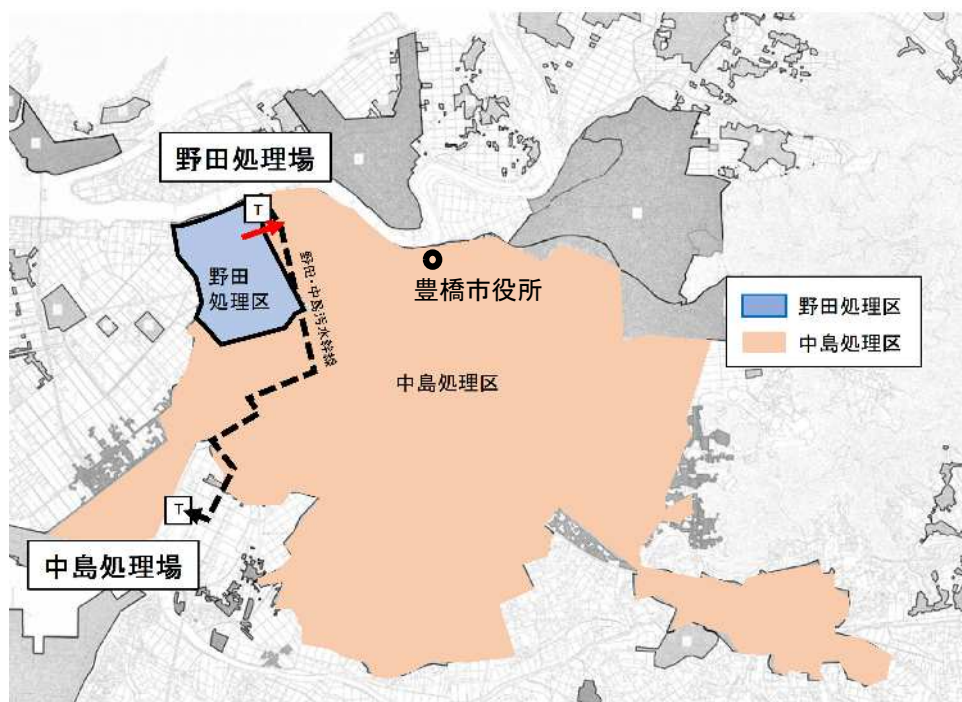 野田処理場
T
野田
処理区
野田・中島汚水幹線
豊橋市役所
野田処理区
中島処理区
中島処理区
T
中島処理場